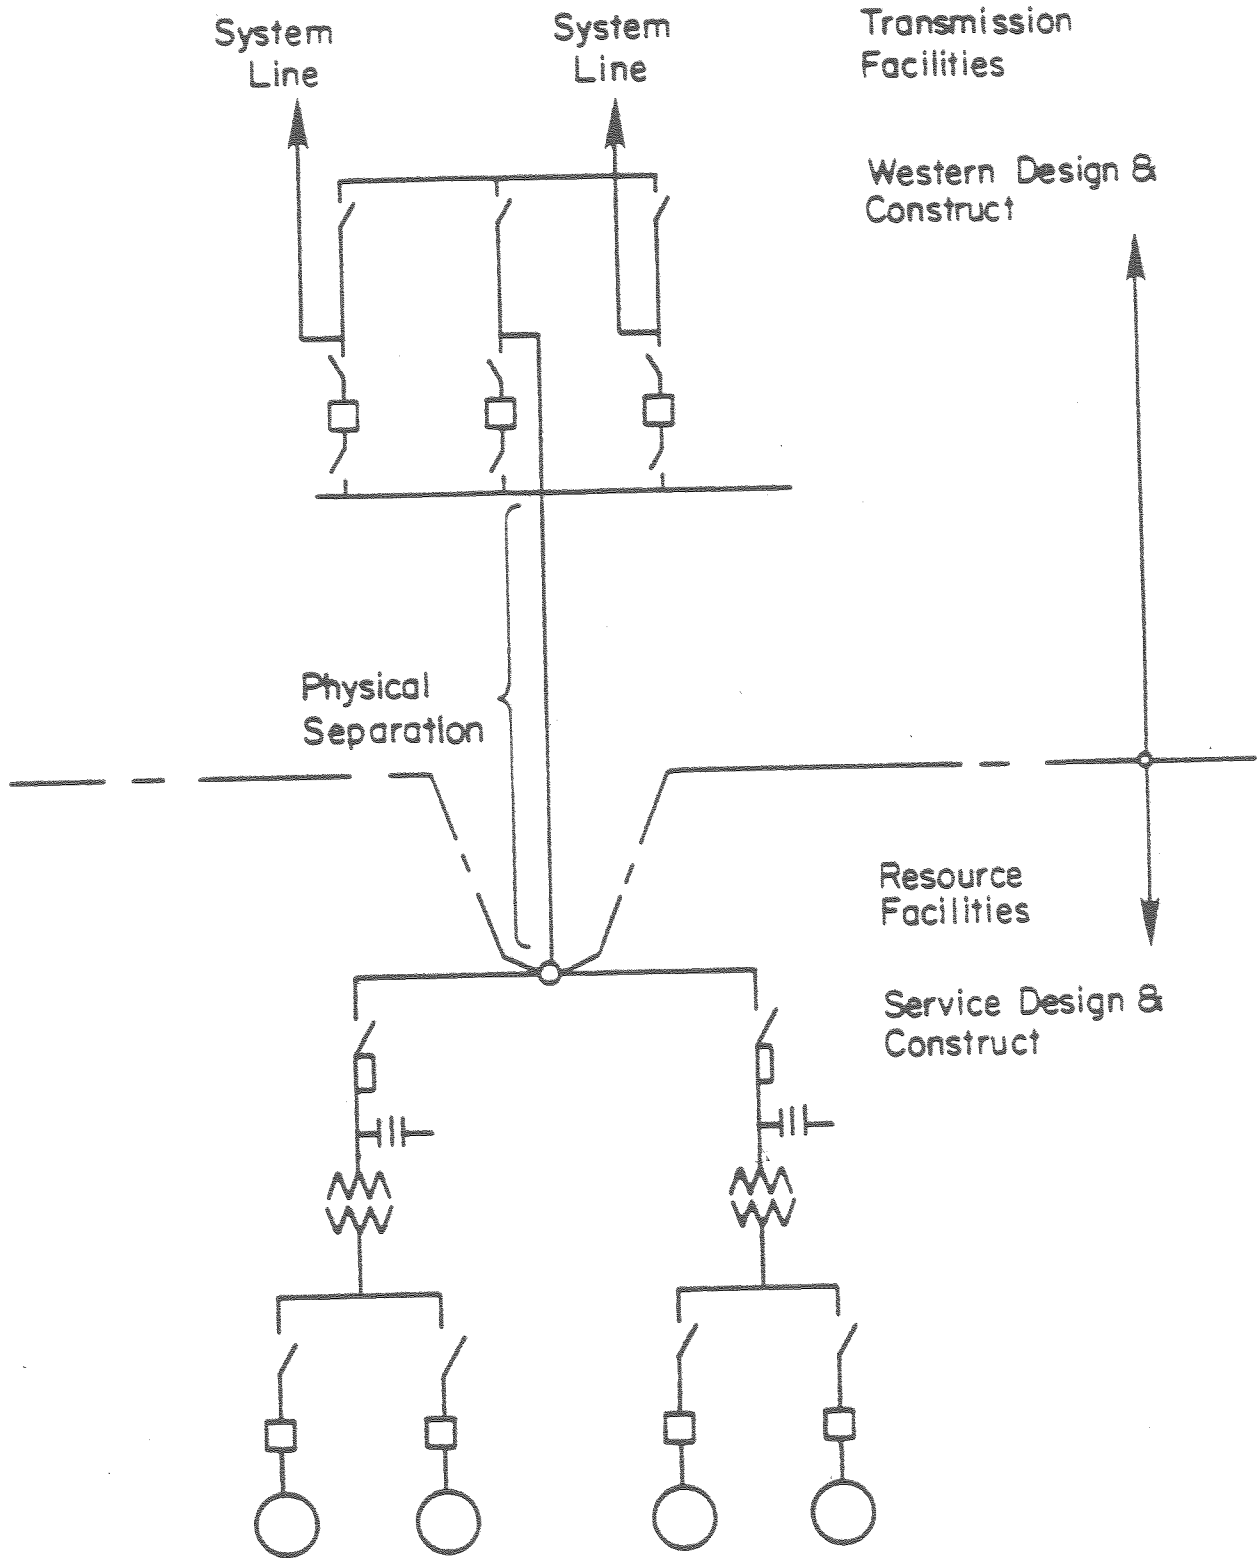 System
Line
System
Line
Transmission
Facilities
Western Design &
Construct
Physical
Separation
Resource
Facilities
Service Design &
Construct